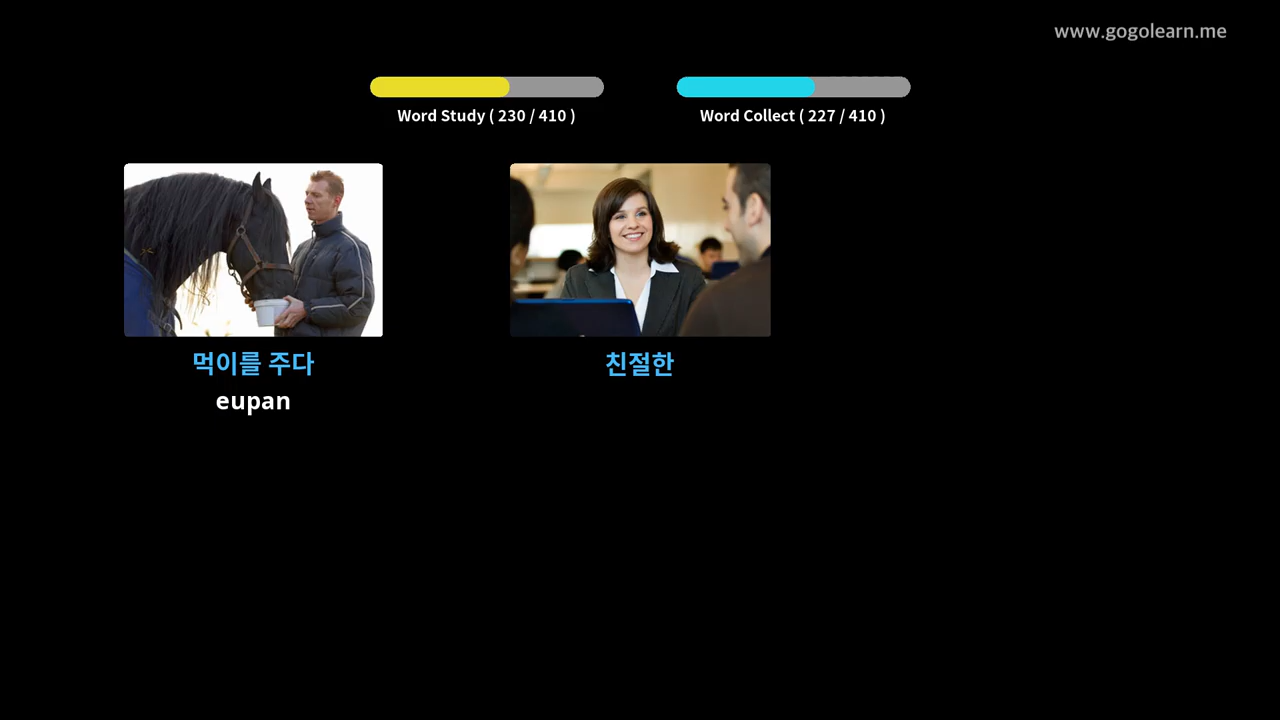 www.gogolearn.me
Word Study ( 230 / 410 )
Word Collect ( 227 / 410 )
먹이를 주다
eupan
친절한